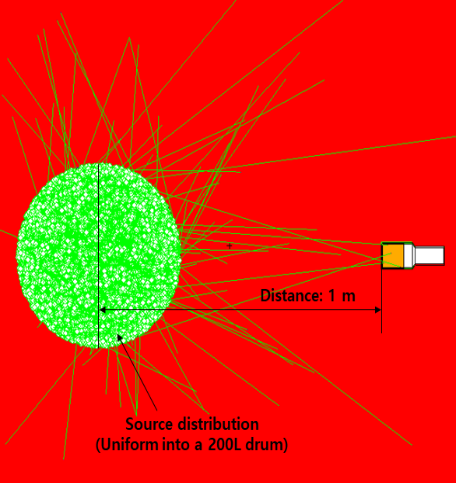 Distance: 1 m
Source distribution
(Uniform into a 200L drum)